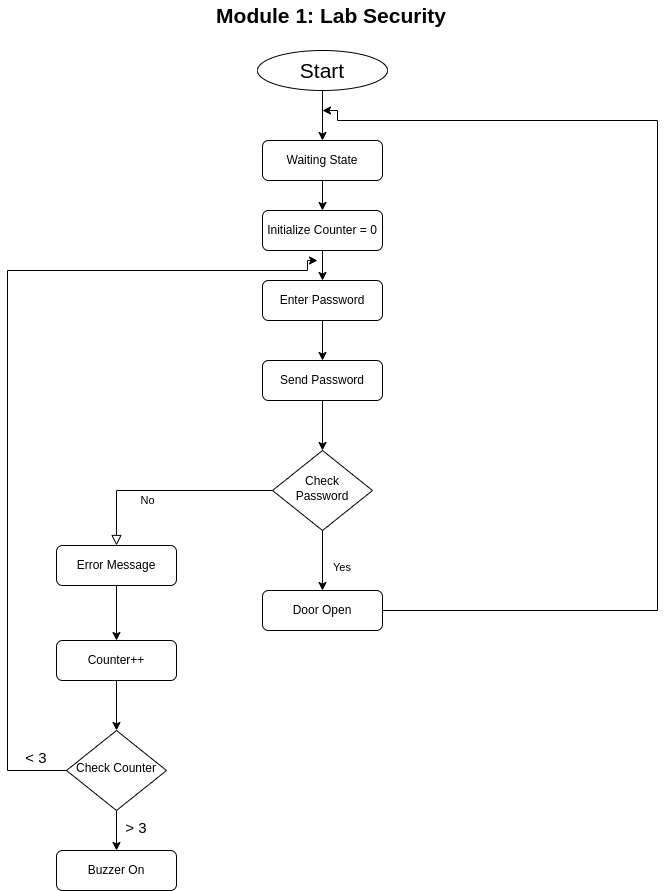 Module 1: Lab Security
Start
Waiting State
Initialize Counter = 0
Enter Password
Send Password
Check
Password
No
Yes
Error Message
Door Open
Counter++
< 3
Check Counter
> 3
Buzzer On